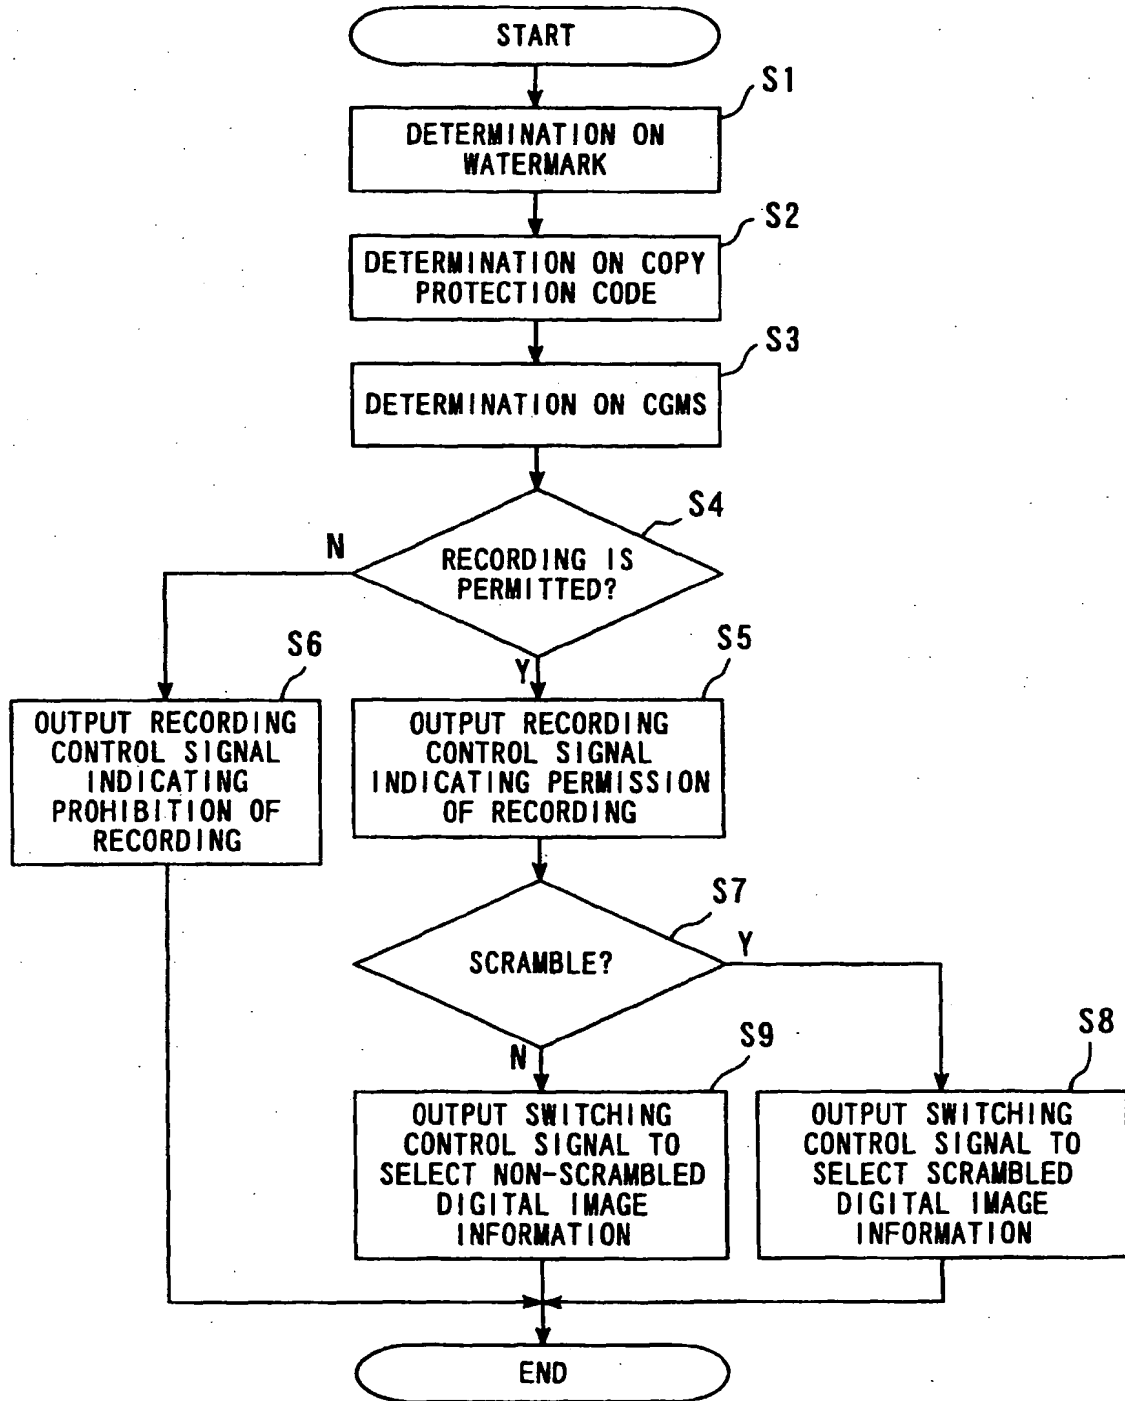 START
S1
DETERMINATION ON
WATERMARK
S2
DETERMINATION ON COPY
PROTECTION CODE
S3
DETERMINATION ON CGMS
S4
N
RECORDING IS
PERMITTED?
Y
S6
OUTPUT RECORDING
CONTROL SIGNAL
INDICATING
PROHIBITION OF
RECORDING
S5
OUTPUT RECORDING
CONTROL SIGNAL
INDICATING PERMISSION
OF RECORDING
S7
SCRAMBLE?
Y
N
S9
OUTPUT SWITCHING
CONTROL SIGNAL TO
SELECT NON-SCRAMBLED
DIGITAL IMAGE
INFORMATION
S8
OUTPUT SWITCHING
CONTROL SIGNAL TO
SELECT SCRAMBLED
DIGITAL IMAGE
INFORMATION
END